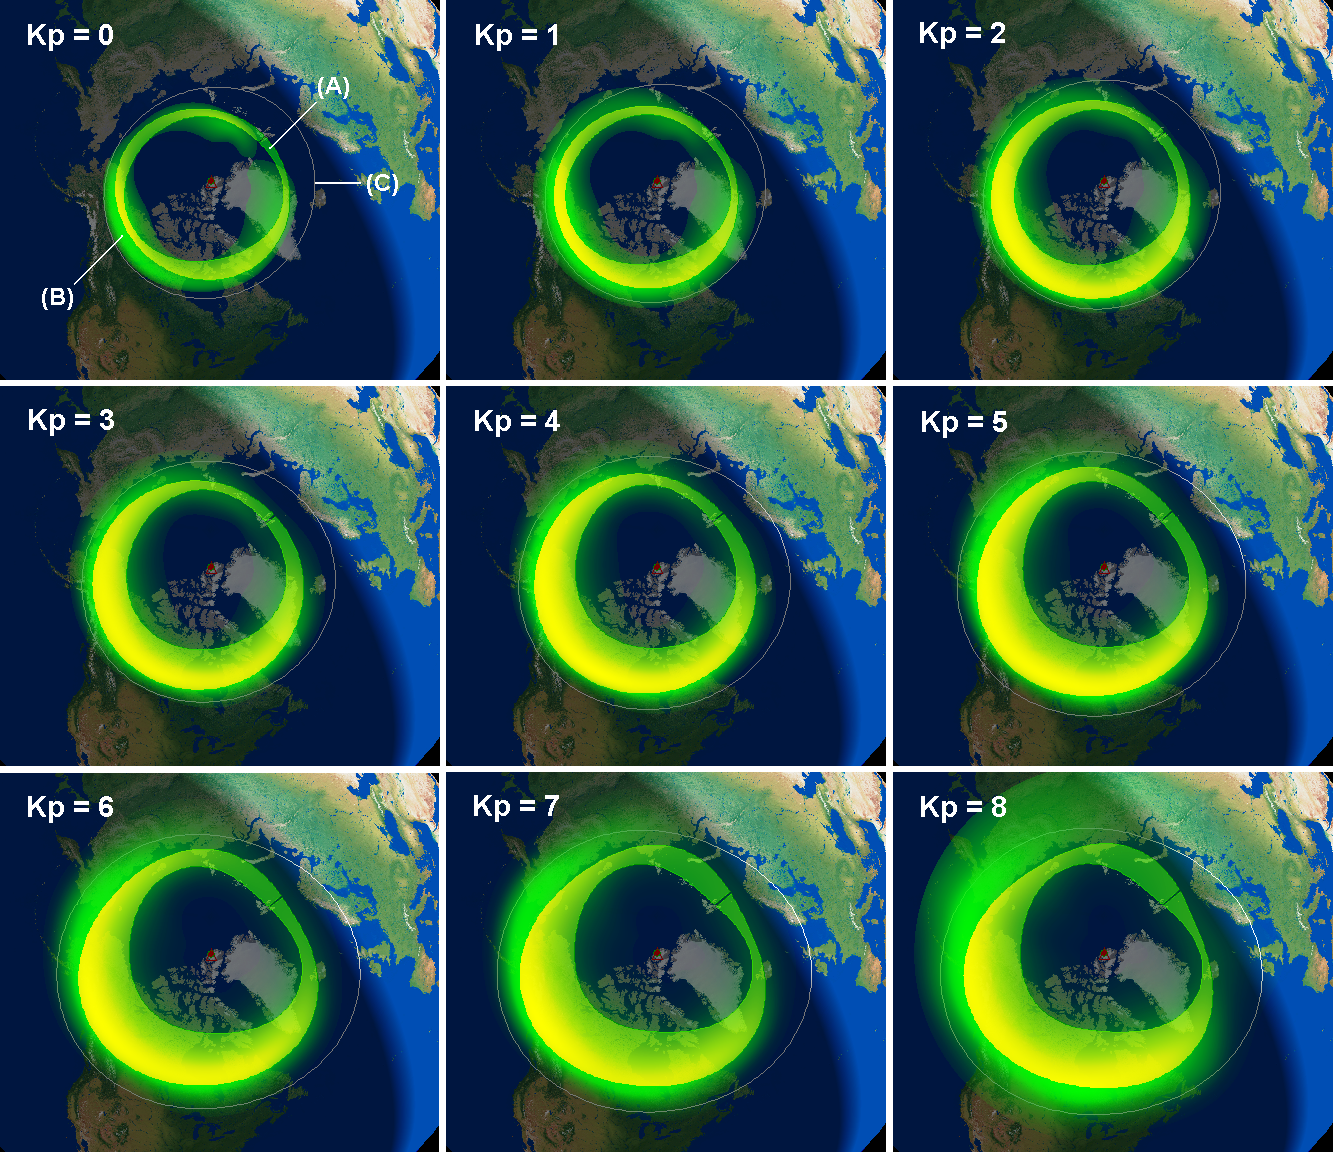 Kp = 0
(A)
(C)
(B)
Kp = 1
Kp = 2
Kp = 3
Kp = 4
Kp = 5
Kp = 6
Kp = 7
Kp = 8